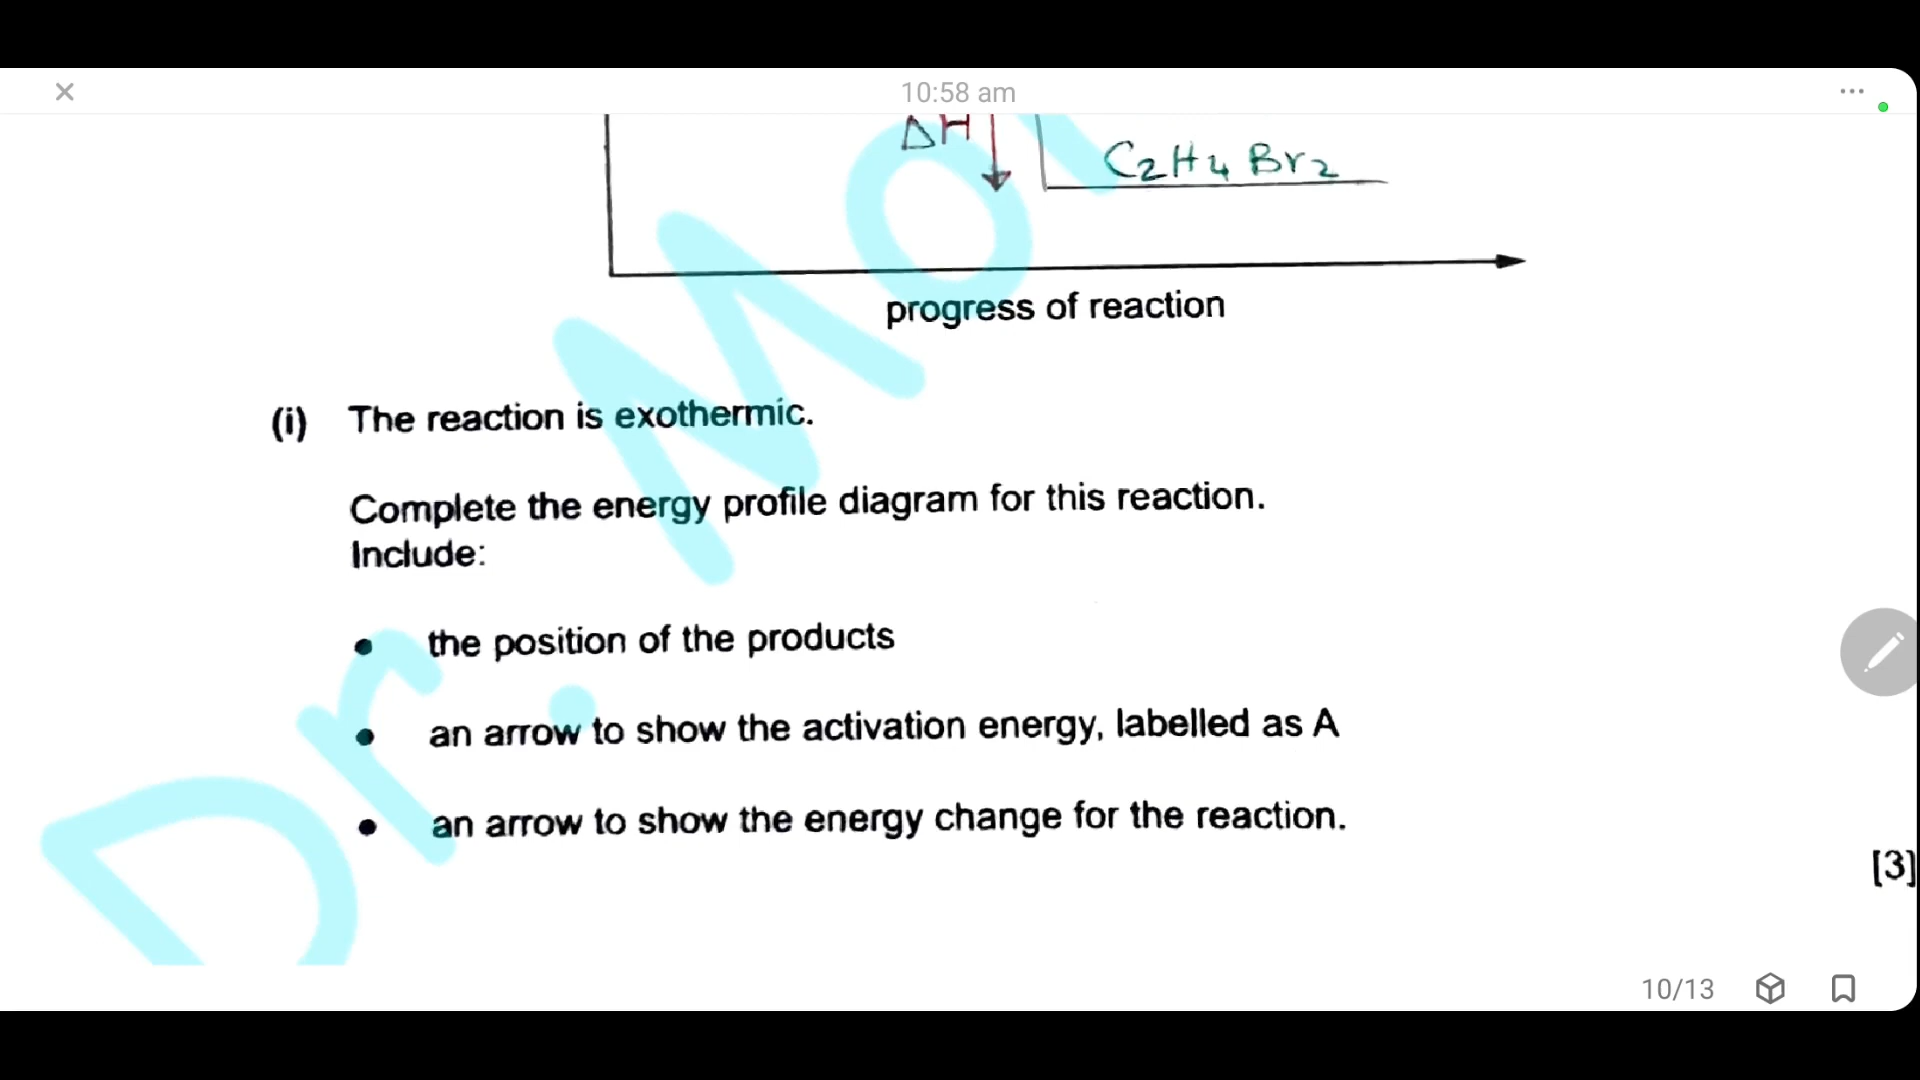 10:58 am
ΔH
C2H4Br2
progress of reaction
(i) The reaction is exothermic.
Complete the energy profile diagram for this reaction.
Include:
• the position of the products
• an arrow to show the activation energy, labelled as A
• an arrow to show the energy change for the reaction.
[3]
Dr. Mo
10/13